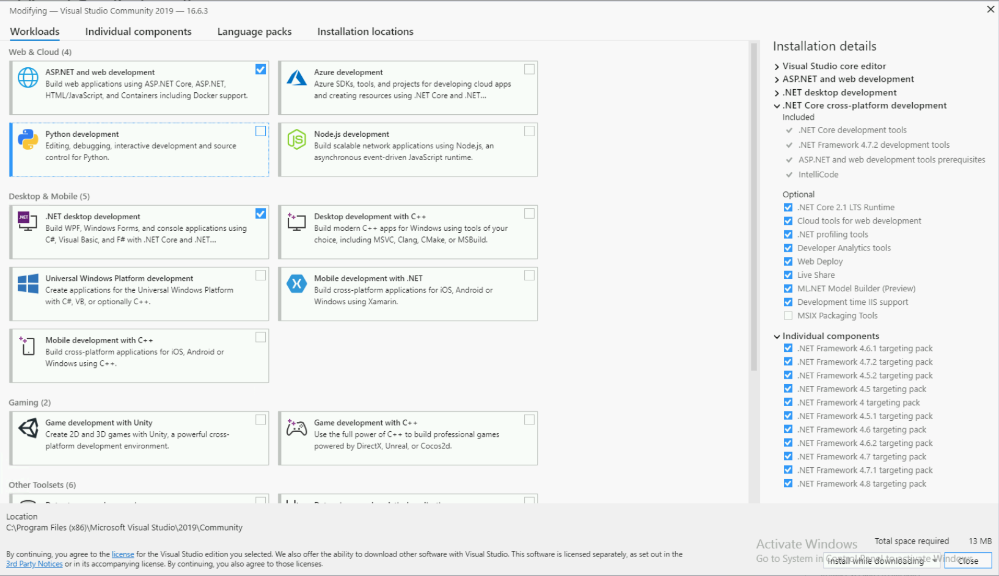 Modifying — Visual Studio Community 2019 — 16.6.3
Workloads
Individual components
Language packs
Installation locations
Web & Cloud (4)
ASP.NET and web development
Build web applications using ASP.NET Core, ASP.NET,
HTML/JavaScript, and Containers including Docker support.
Azure development
Azure SDKs, tools, and projects for developing cloud apps
and creating resources using .NET Core and .NET...
Python development
Editing, debugging, interactive development and source
control for Python.
Node.js development
Build scalable network applications using Node.js, an
asynchronous event-driven JavaScript runtime.
Desktop & Mobile (5)
.NET
.NET desktop development
Build WPF, Windows Forms, and console applications using
C#, Visual Basic, and F# with .NET Core and .NET...
Desktop development with C++
Build modern C++ apps for Windows using tools of your
choice, including MSVC, Clang, CMake, or MSBuild.
Universal Windows Platform development
Create applications for the Universal Windows Platform
with C#, VB, or optionally C++.
Mobile development with .NET
Build cross-platform applications for iOS, Android or
Windows using Xamarin.
Mobile development with C++
Build cross-platform applications for iOS, Android or
Windows using C++.
Gaming (2)
Game development with Unity
Create 2D and 3D games with Unity, a powerful cross-
platform development environment.
Game development with C++
Use the full power of C++ to build professional games
powered by DirectX, Unreal, or Cocos2d.
Other Toolsets (6)
Installation details
Visual Studio core editor
ASP.NET and web development
.NET desktop development
.NET Core cross-platform development
Included
.NET Core development tools
.NET Framework 4.7.2 development tools
ASP.NET and web development tools prerequisites
IntelliCode
Optional
.NET Core 2.1 LTS Runtime
Cloud tools for web development
.NET profiling tools
Developer Analytics tools
Web Deploy
Live Share
ML.NET Model Builder (Preview)
Development time IIS support
MSIX Packaging Tools
Individual components
.NET Framework 4.6.1 targeting pack
.NET Framework 4.7.2 targeting pack
.NET Framework 4.5.2 targeting pack
.NET Framework 4.5 targeting pack
.NET Framework 4 targeting pack
.NET Framework 4.5.1 targeting pack
.NET Framework 4.6 targeting pack
.NET Framework 4.6.2 targeting pack
.NET Framework 4.7 targeting pack
.NET Framework 4.7.1 targeting pack
.NET Framework 4.8 targeting pack
Location
C:\Program Files (x86)\Microsoft Visual Studio\2019\Community
By continuing, you agree to the license for the Visual Studio edition you selected. We also offer the ability to download other software with Visual Studio. This software is licensed separately, as set out in the
3rd Party Notices or in its accompanying license. By continuing, you also agree to those licenses.
Total space required 13 MB
Activate Windows
Go to System in Control Panel to activate Windows.
Install while downloading
Close